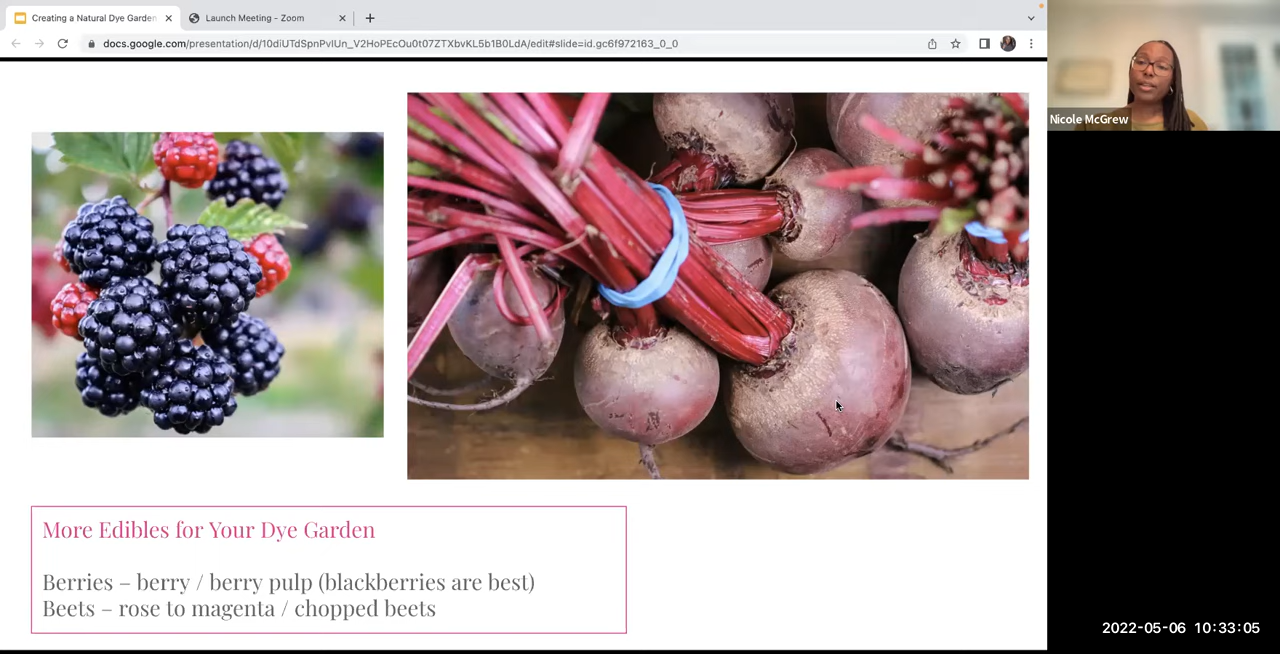 Creating a Natural Dye Garden
Launch Meeting - Zoom
docs.google.com/presentation/d/10diUTdSpnPvIUn_V2HoPEcOu0t07ZTXbvKL5b1B0LdA/edit#slide=id.gc6f972163_0_0
Nicole McGrew
More Edibles for Your Dye Garden
Berries – berry / berry pulp (blackberries are best)
Beets – rose to magenta / chopped beets
2022-05-06 10:33:05